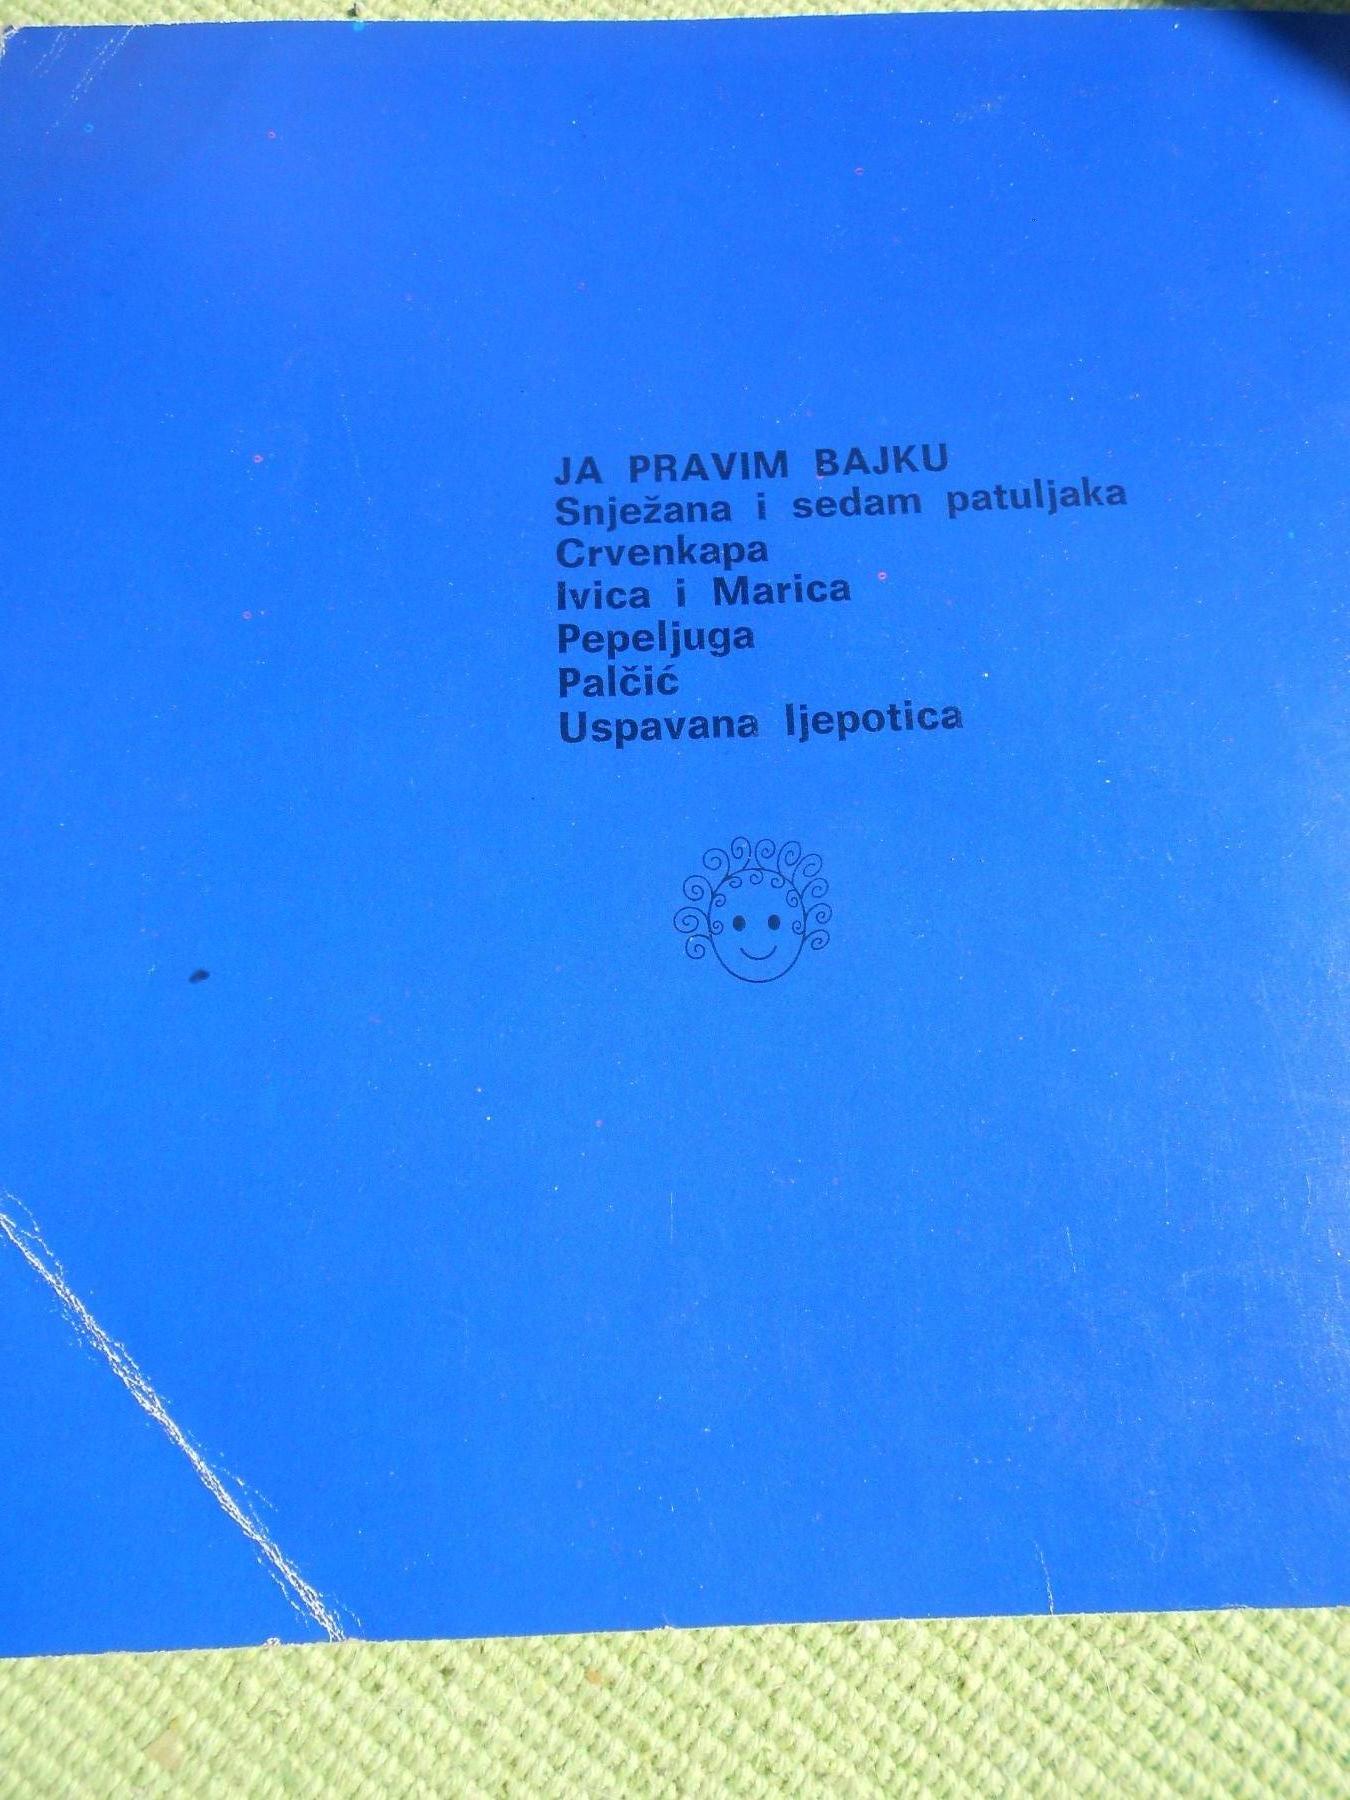 JA PRAVIM BAJKU
Snježana i sedam patuljaka
Crvenkapa
Ivica i Marica
Pepeljuga
Palčić
Uspavana ljepotica